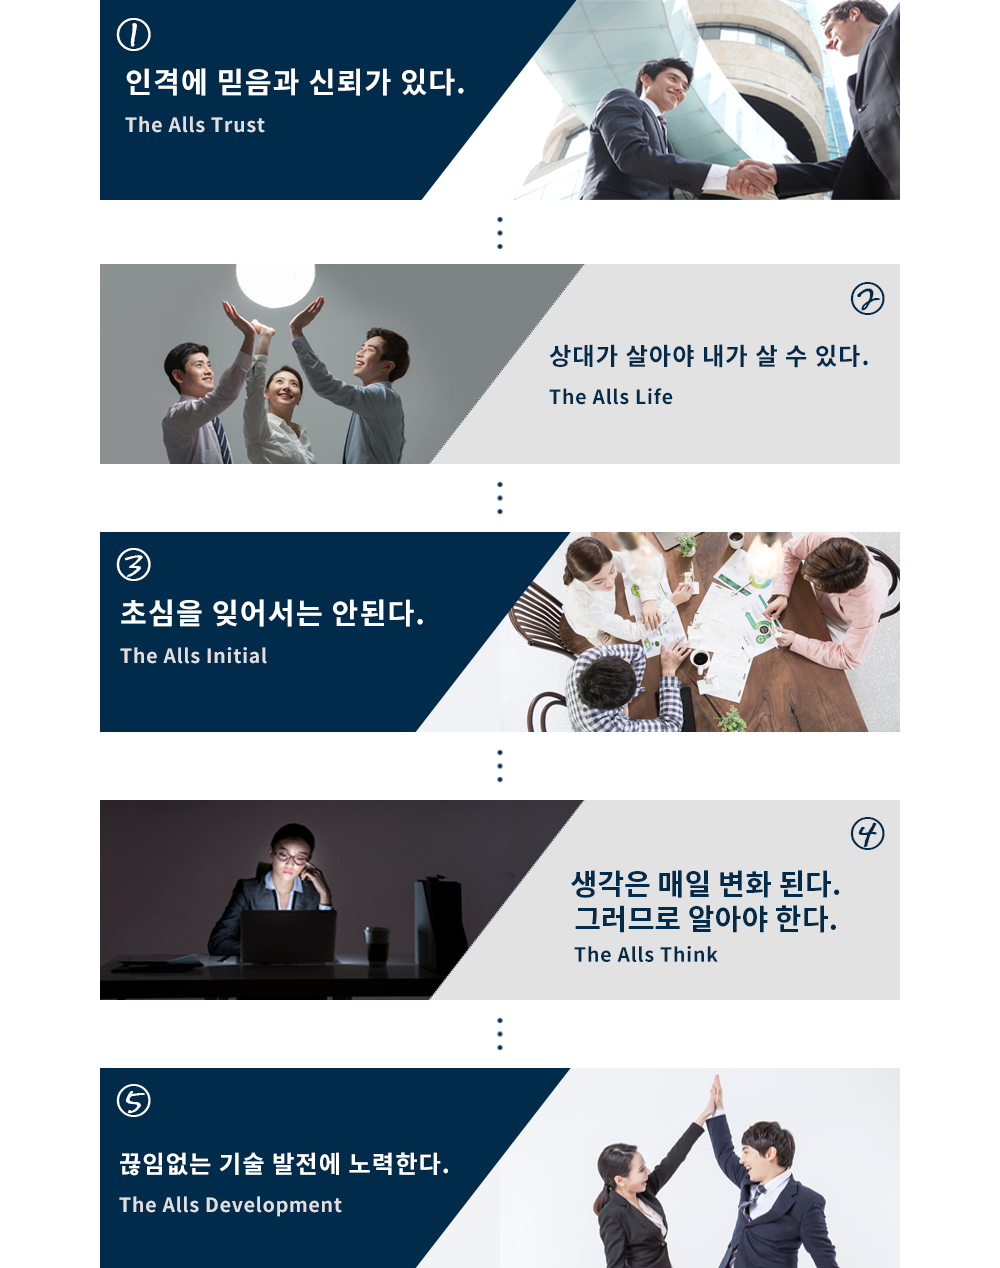 ①
인격에 믿음과 신뢰가 있다.
The Alls Trust
②
상대가 살아야 내가 살 수 있다.
The Alls Life
③
초심을 잊어서는 안된다.
The Alls Initial
④
생각은 매일 변화 된다.
그러므로 알아야 한다.
The Alls Think
⑤
끊임없는 기술 발전에 노력한다.
The Alls Development